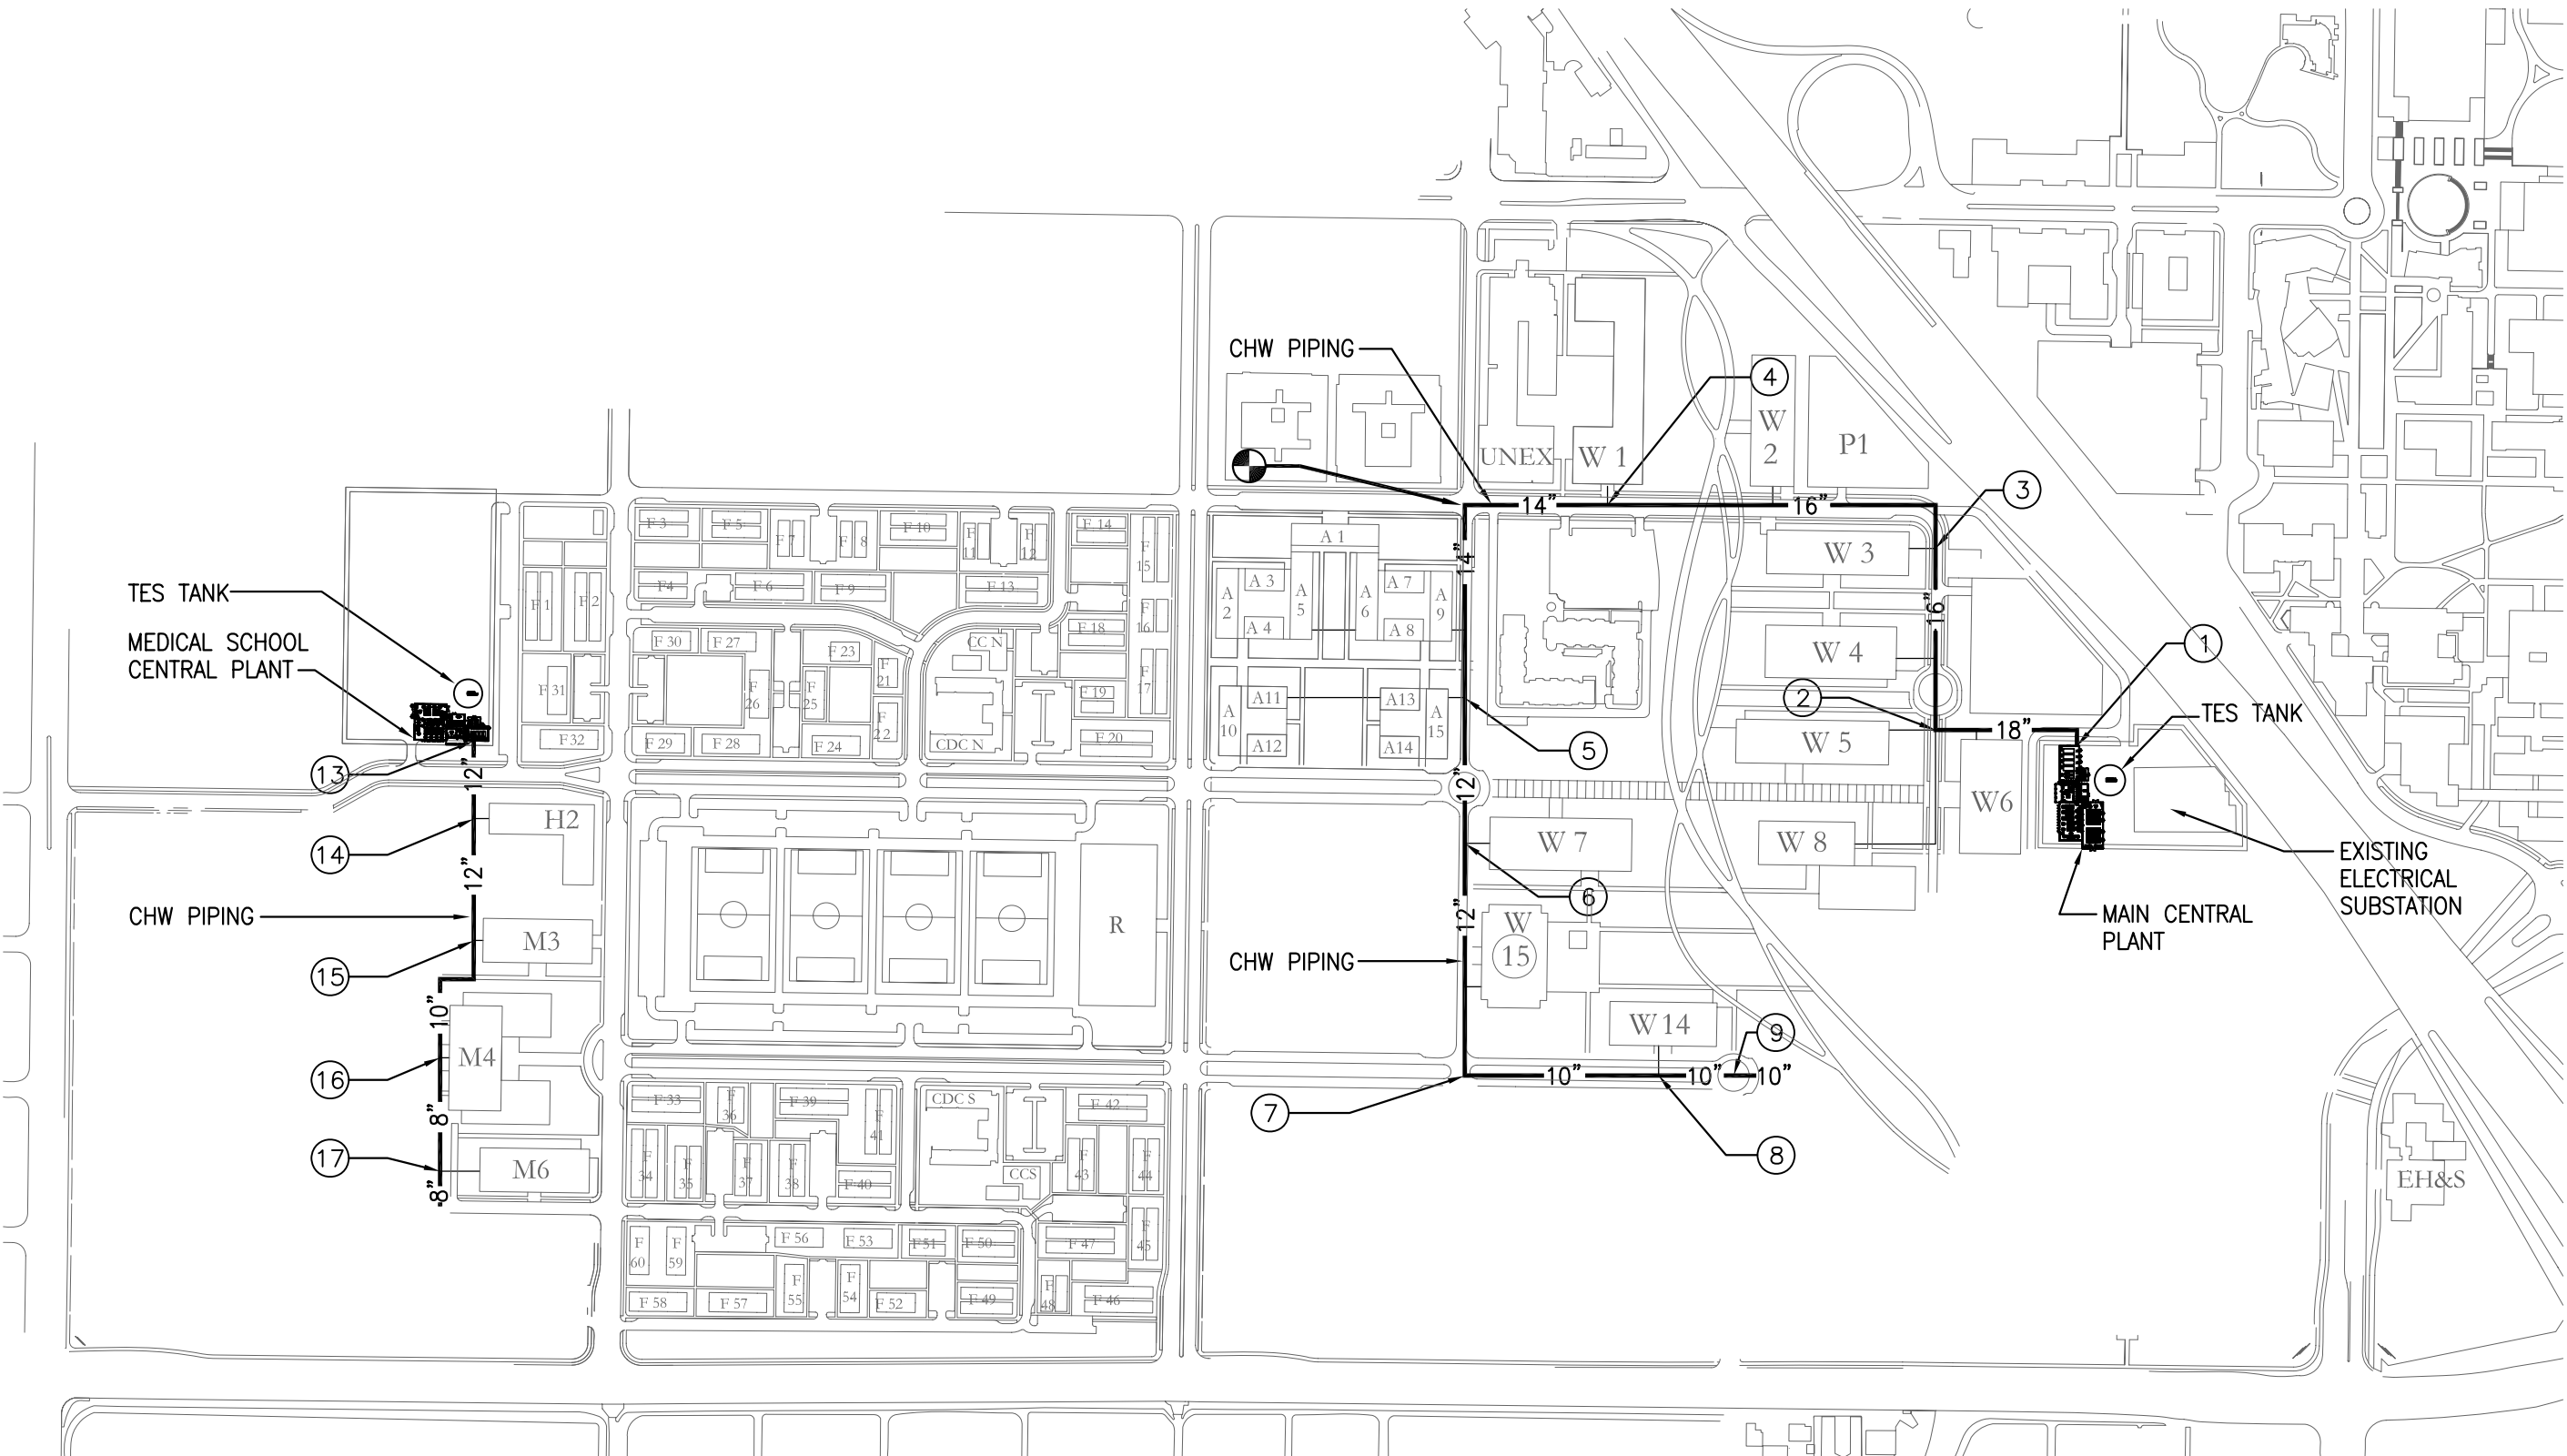 CHW PIPING
4
W
2
P1
UNEX
W 1
3
14"
16"
F 3
F 5
F 7
F 8
F 10
F 11
F 12
F 14
F 15
A 1
14"
W 3
TES TANK
F 1
F 2
F4
F 6
F 9
F 13
A 2
A 3
A 5
A 6
A 7
A 9
16"
F 16
MEDICAL SCHOOL
CENTRAL PLANT
F 30
F 27
F 23
CC N
F 18
A 4
A 8
W 4
1
F 31
F 26
F 25
F 21
F 19
F 17
A11
A13
2
TES TANK
F32
F 29
F 28
F 24
F 22
CDC N
F 20
A 10
A12
A14
A 15
5
W 5
18"
13
12"
12"
W6
H2
14
W 7
W 8
EXISTING
ELECTRICAL
SUBSTATION
12"
6
CHW PIPING
M3
R
12"
W
15
MAIN CENTRAL
PLANT
15
CHW PIPING
10"
W 14
9
M4
16
10"
10"
10"
8"
F 33
F 36
F 39
F 41
CDC S
F 42
7
17
M6
F 34
F 35
F 37
F 38
F 40
CCS
F 43
F 44
8
EH&S
8"
F 60
F 59
F 56
F 53
F 51
F 50
F 47
F 45
F 58
F 57
F 55
F 54
F 52
F 49
F 48
F 46